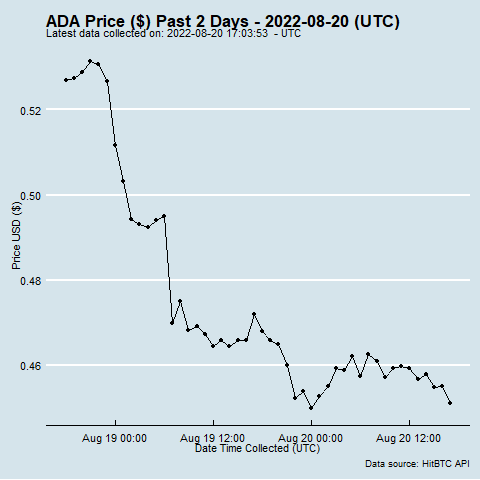 ADA Price ($) Past 2 Days - 2022-08-20 (UTC)
Latest data collected on: 2022-08-20 17:03:53  - UTC
0.52
0.50
0.48
0.46
Price USD ($)
Aug 19 00:00
Aug 19 12:00
Aug 20 00:00
Aug 20 12:00
Date Time Collected (UTC)
Data source: HitBTC API